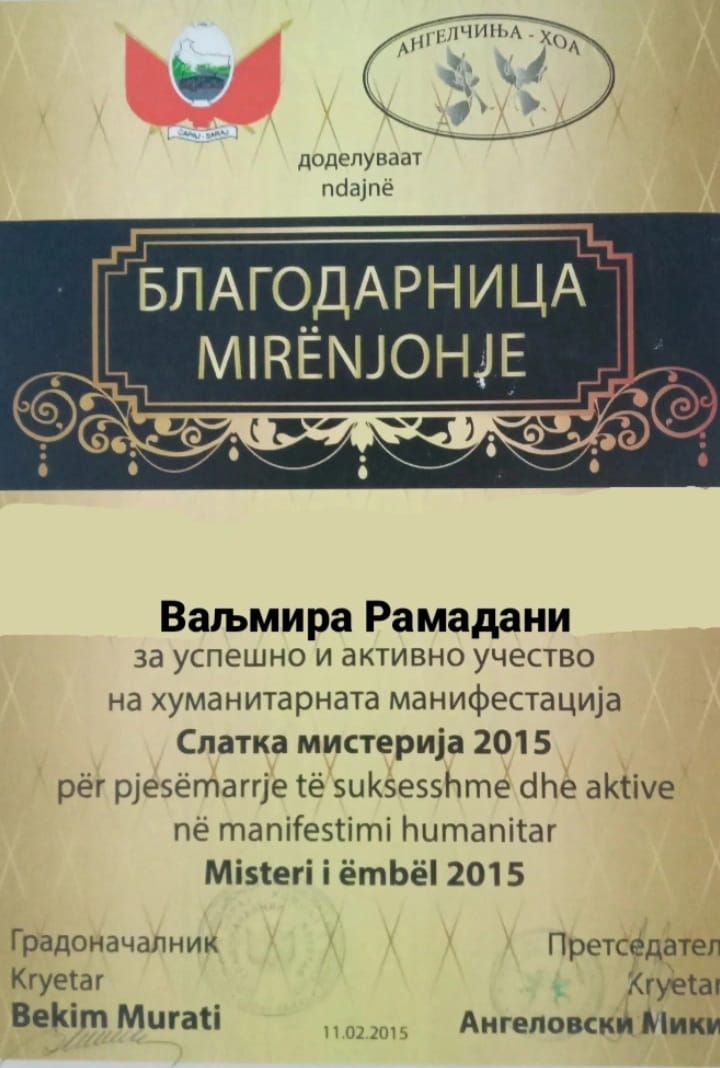 САРАЈ - SARAJ
АНГЕЛЧИЊА - ХОА
доделуваат
ndajnë
БЛАГОДАРНИЦА
MIRËNJOHJE
Ваљмира Рамадани
за успешно и активно учество
на хуманитарната манифестација
Слатка мистерија 2015
për pjesëmarrje të suksesshme dhe aktive
në manifestimi humanitar
Misteri i ëmbël 2015
Градоначалник
Kryetar
Bekim Murati
11.02.2015
Претседател
Kryetar
Ангеловски Мики